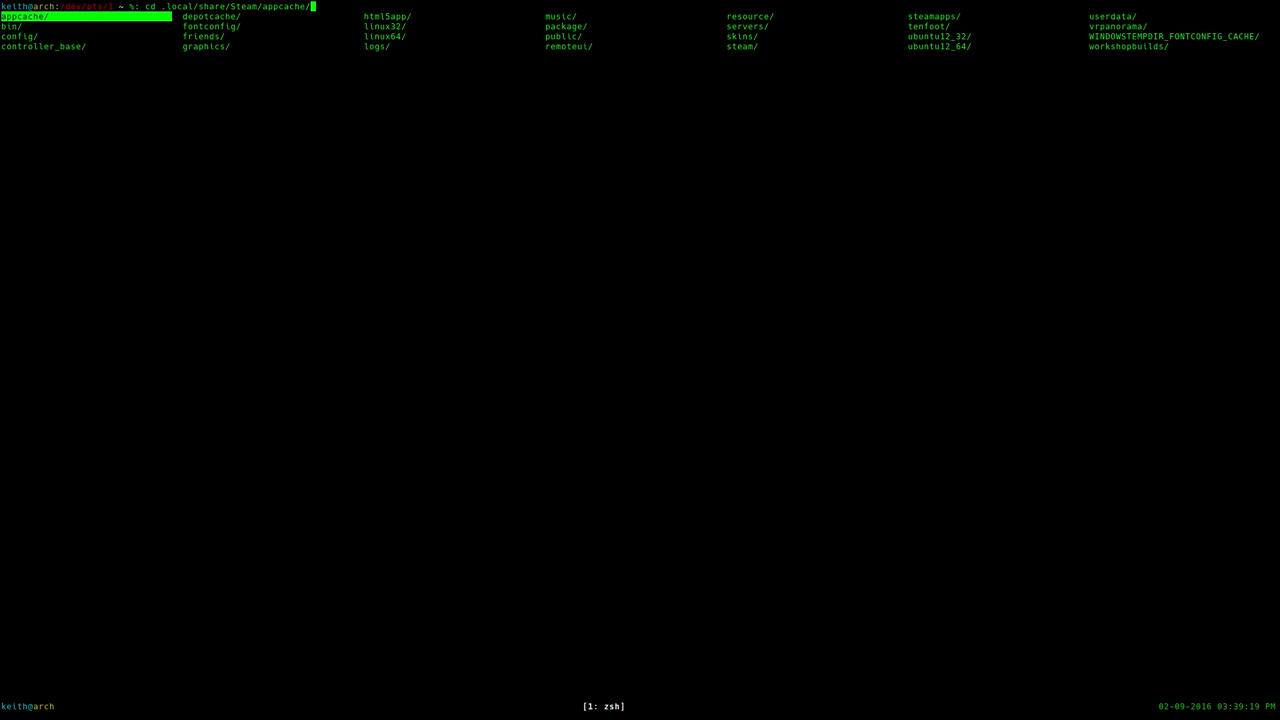 keith@arch:/dev/pts/1 ~ %: cd .local/share/Steam/appcache/
appcache/ depotcache/ html5app/ music/ resource/ steamapps/ userdata/
bin/ fontconfig/ linux32/ package/ servers/ tenfoot/ vrpanorama/
config/ friends/ linux64/ public/ skins/ ubuntu12_32/ WINDOWSTEMPDIR_FONTCONFIG_CACHE/
controller_base/ graphics/ logs/ remoteui/ steam/ ubuntu12_64/ workshopbuilds/
keith@arch [1: zsh] 02-09-2016 03:39:19 PM